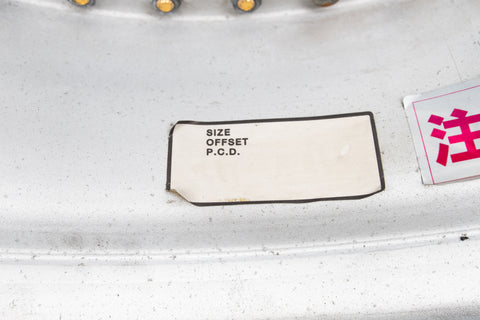 SIZE
OFFSET
P.C.D.
注